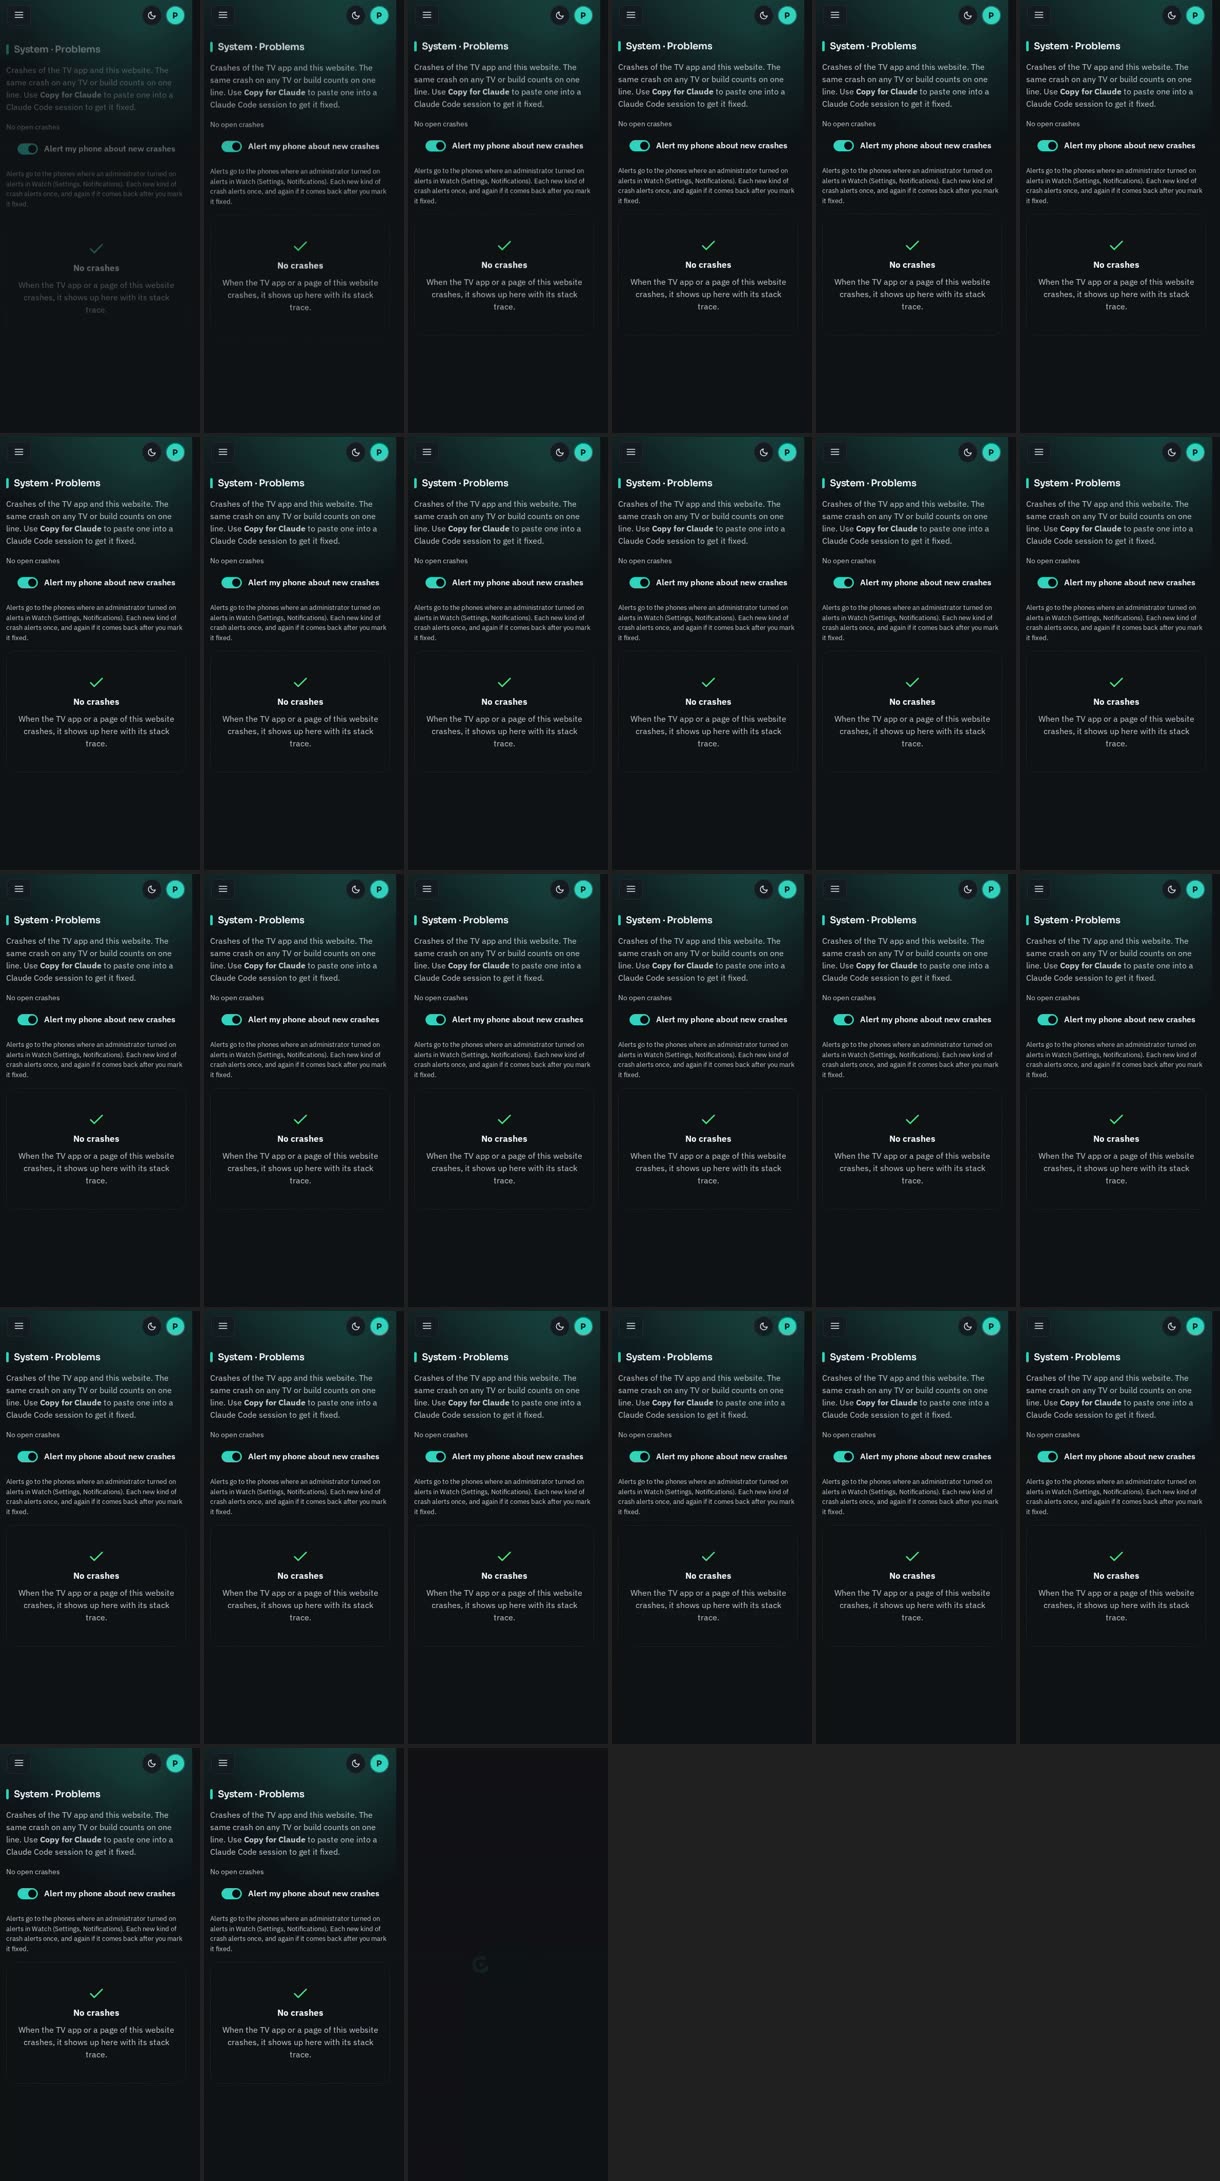 P
System · Problems
Crashes of the TV app and this website. The
same crash on any TV or build counts on one
line. Use Copy for Claude to paste one into a
Claude Code session to get it fixed.
No open crashes
Alert my phone about new crashes
Alerts go to the phones where an administrator turned on
alerts in Watch (Settings, Notifications). Each new kind of
crash alerts once, and again if it comes back after you mark
it fixed.
No crashes
When the TV app or a page of this website
crashes, it shows up here with its stack
trace.